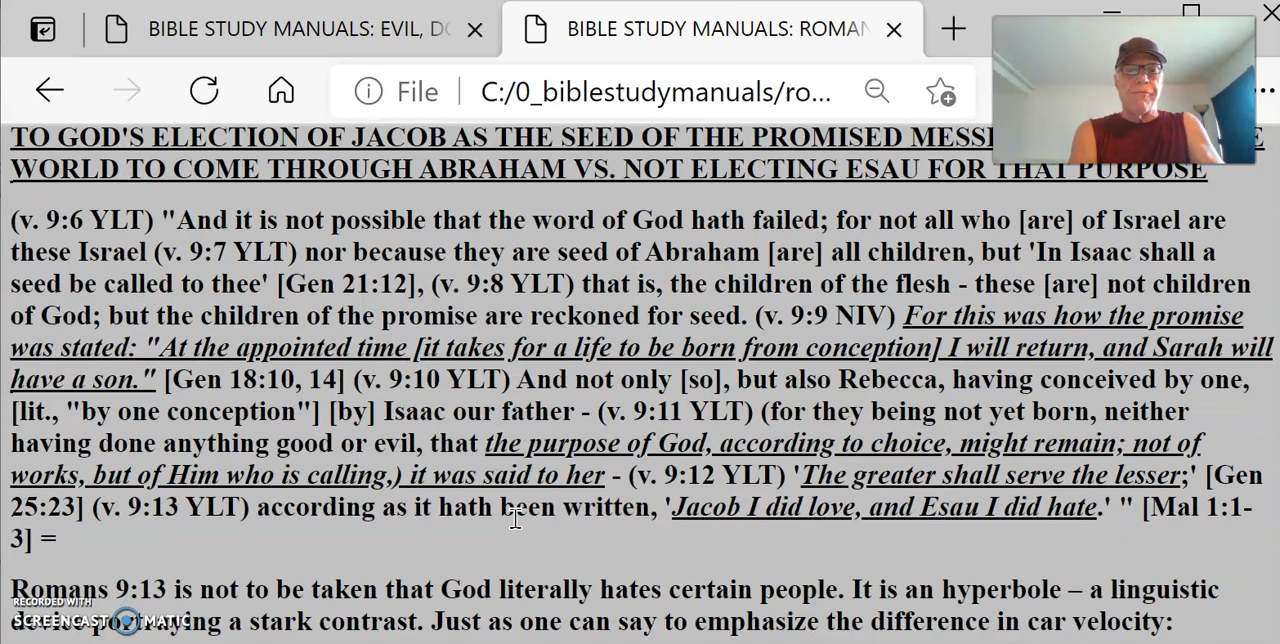 BIBLE STUDY MANUALS: EVIL, DO
BIBLE STUDY MANUALS: ROMAN
File
C:/0_biblestudymanuals/ro...
TO GOD'S ELECTION OF JACOB AS THE SEED OF THE PROMISED
WORLD TO COME THROUGH ABRAHAM VS. NOT ELECTING ESAU FOR THAT PURPOSE
(v. 9:6 YLT) "And it is not possible that the word of God hath failed; for not all who [are] of Israel are
these Israel (v. 9:7 YLT) nor because they are seed of Abraham [are] all children, but 'In Isaac shall a
seed be called to thee' [Gen 21:12], (v. 9:8 YLT) that is, the children of the flesh - these [are] not children
of God; but the children of the promise are reckoned for seed. (v. 9:9 NIV) For this was how the promise
was stated: "At the appointed time [it takes for a life to be born from conception] I will return, and Sarah will
have a son." [Gen 18:10, 14] (v. 9:10 YLT) And not only [so], but also Rebecca, having conceived by one,
[lit., "by one conception"] [by] Isaac our father - (v. 9:11 YLT) (for they being not yet born, neither
having done anything good or evil, that the purpose of God, according to choice, might remain; not of
works, but of Him who is calling,) it was said to her - (v. 9:12 YLT) 'The greater shall serve the lesser;' [Gen
25:23] (v. 9:13 YLT) according as it hath been written, 'Jacob I did love, and Esau I did hate.' " [Mal 1:1-
3] =
Romans 9:13 is not to be taken that God literally hates certain people. It is an hyperbole – a linguistic
device portraying a stark contrast. Just as one can say to emphasize the difference in car velocity:
RECORDED WITH
SCREENCAST MATIC